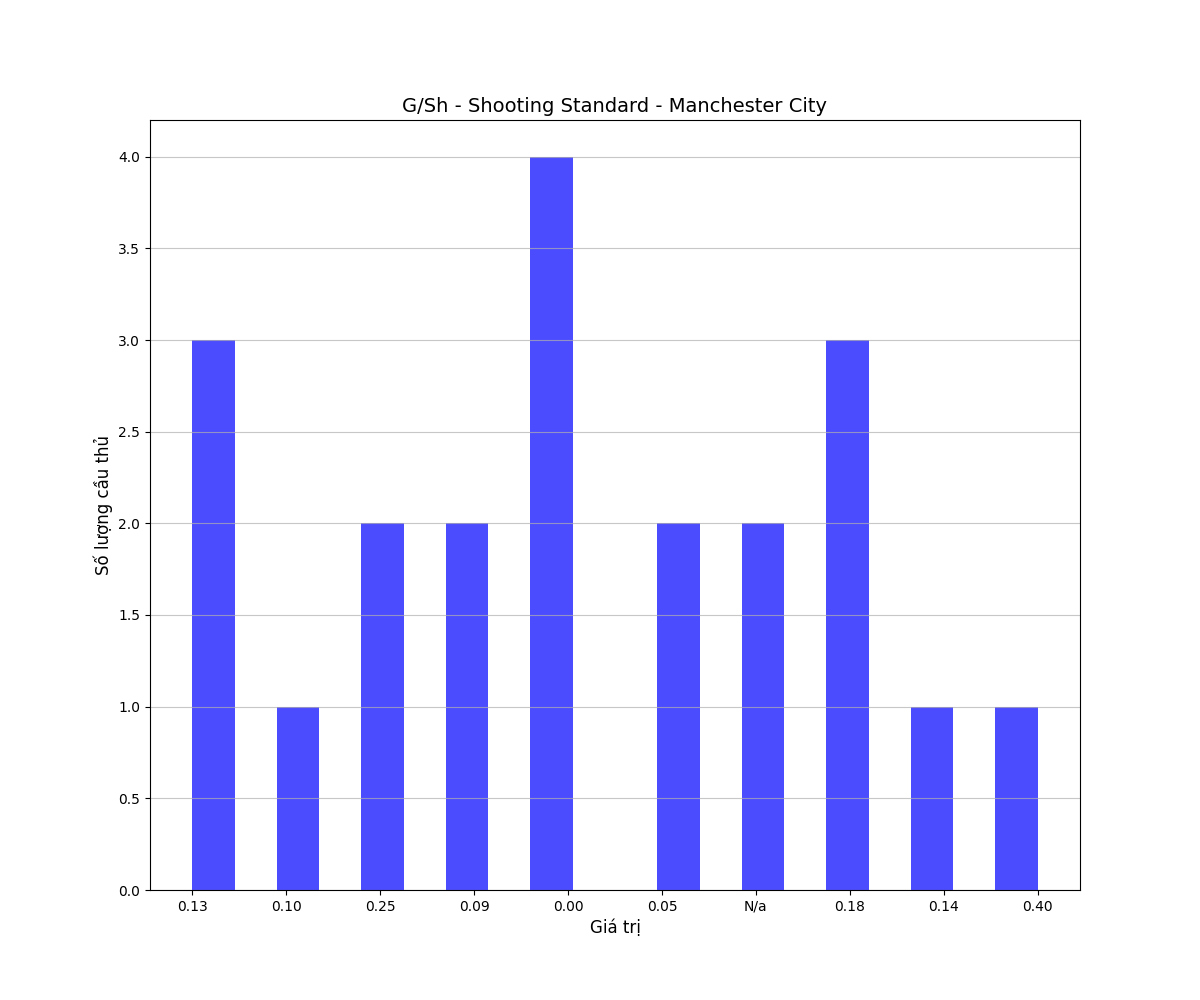 G/Sh - Shooting Standard - Manchester City
4.0
3.5
3.0
2.5
2.0
1.5
1.0
0.5
0.0
Số lượng cầu thủ
0.13 0.10 0.25 0.09 0.00 0.05 N/a 0.18 0.14 0.40
Giá trị